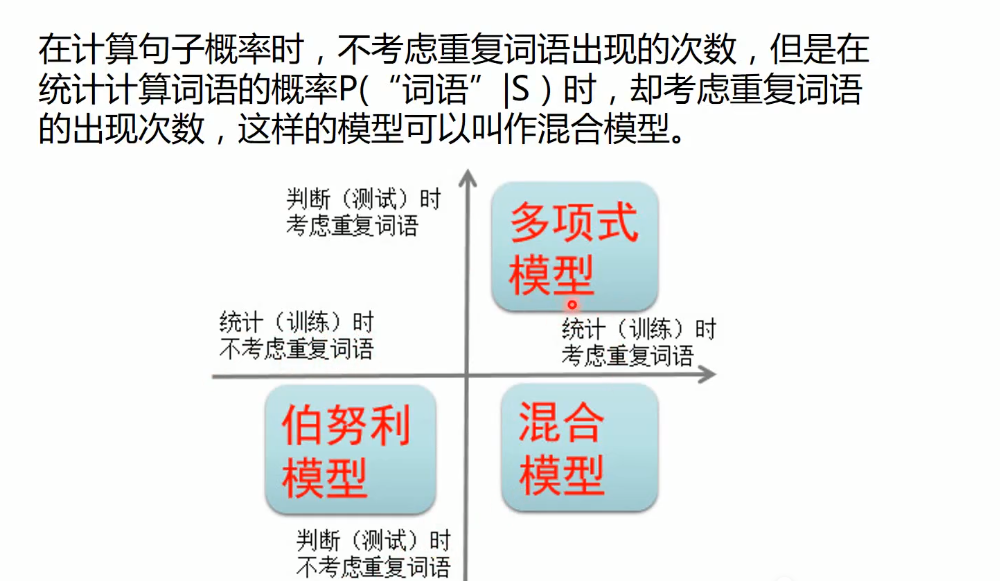 在计算句子概率时，不考虑重复词语出现的次数，但是在
统计计算词语的概率P(“词语”|S）时，却考虑重复词语
的出现次数，这样的模型可以叫作混合模型。
判断（测试）时
考虑重复词语
多项式
模型
统计（训练）时
不考虑重复词语
统计（训练）时
考虑重复词语
伯努利
模型
混合
模型
判断（测试）时
不考虑重复词语